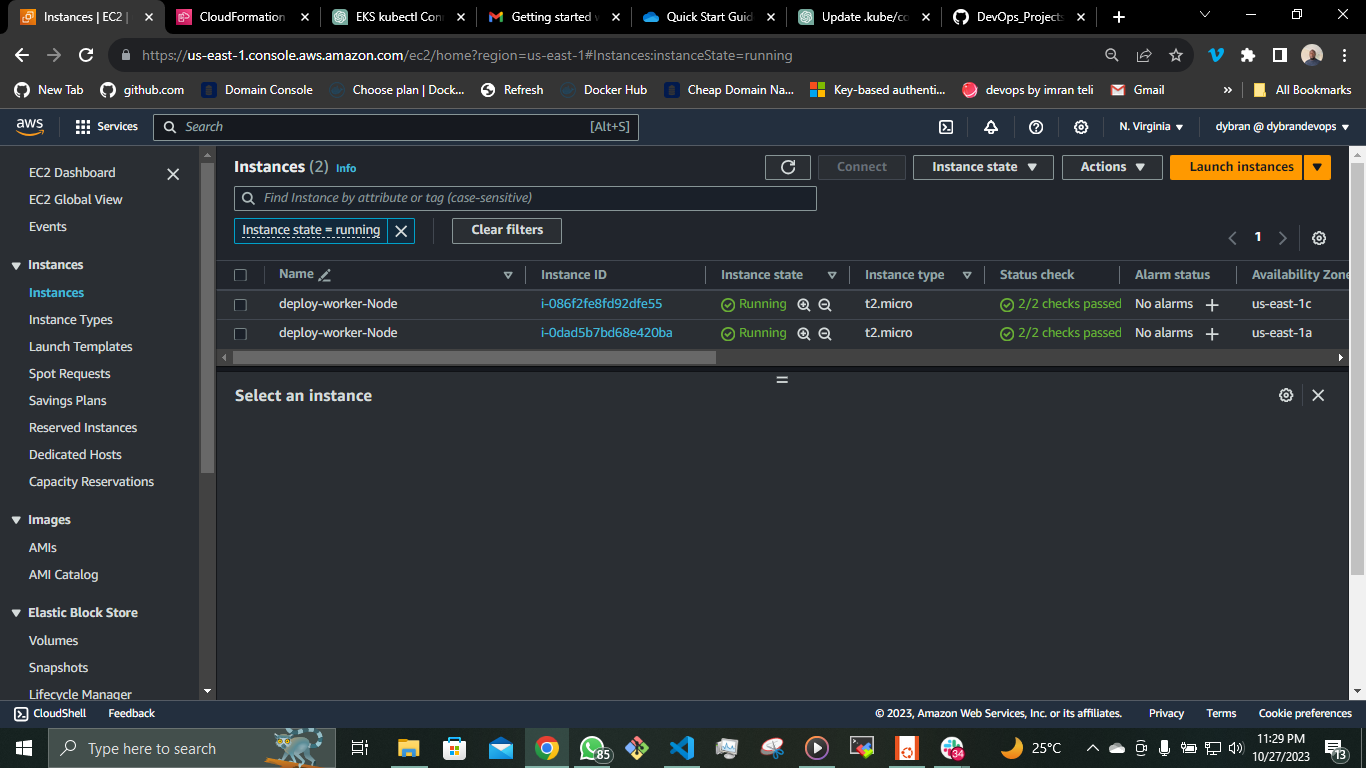 Instances | EC2 |
CloudFormation
EKS kubectl Con
Getting started w
Quick Start Guid
Update .kube/co
DevOps_Projects
https://us-east-1.console.aws.amazon.com/ec2/home?region=us-east-1#Instances:instanceState=running
New Tab
github.com
Domain Console
Choose plan | Dock...
Refresh
Docker Hub
Cheap Domain Na...
Key-based authenti...
devops by imran teli
Gmail
»
All Bookmarks
aws
Services
Search
[Alt+S]
N. Virginia
dybran @ dybrandevops
EC2 Dashboard
EC2 Global View
Events
Instances
Instances
Instance Types
Launch Templates
Spot Requests
Savings Plans
Reserved Instances
Dedicated Hosts
Capacity Reservations
Images
AMIs
AMI Catalog
Elastic Block Store
Volumes
Snapshots
Lifecycle Manager
Instances (2) Info
Connect
Instance state
Actions
Launch instances
Find Instance by attribute or tag (case-sensitive)
Instance state = running
Clear filters
1
Name Instance ID Instance state Instance type Status check Alarm status Availability Zone
deploy-worker-Node i-086f2fe8fd92dfe55 Running t2.micro 2/2 checks passed No alarms + us-east-1c
deploy-worker-Node i-0dad5b7bd68e420ba Running t2.micro 2/2 checks passed No alarms + us-east-1a
Select an instance
CloudShell
Feedback
© 2023, Amazon Web Services, Inc. or its affiliates.
Privacy
Terms
Cookie preferences
Type here to search
85
34
25°C
11:29 PM
10/27/2023
13